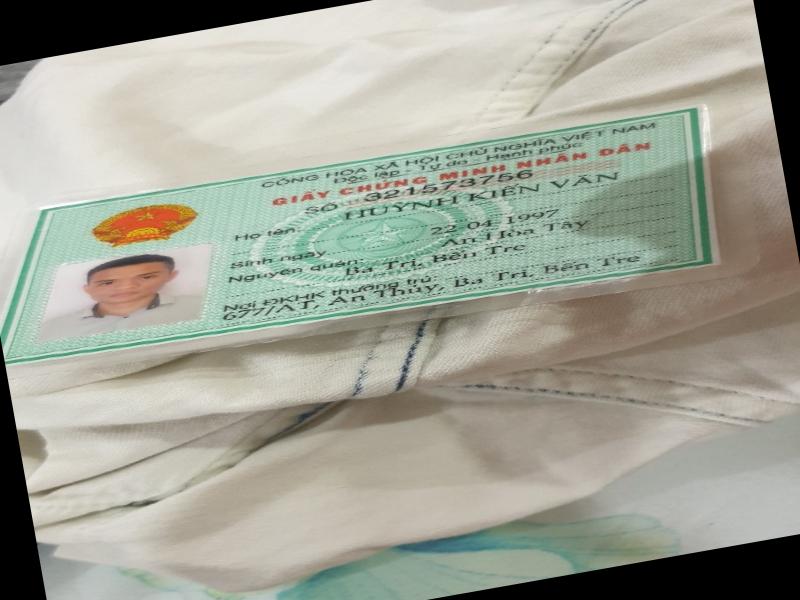 CỘNG HÒA XÃ HỘI CHỦ NGHĨA VIỆT NAM
Độc lập - Tự do - Hạnh phúc
GIẤY CHỨNG MINH NHÂN DÂN
SỐ 321573756
Họ tên: HUỲNH KIẾN VĂN
Sinh ngày 22-04-1997
Nguyên quán: An Hòa Tây
Ba Tri, Bến Tre
Nơi ĐKHK thường trú:
677/AT, An Thủy, Ba Tri, Bến Tre